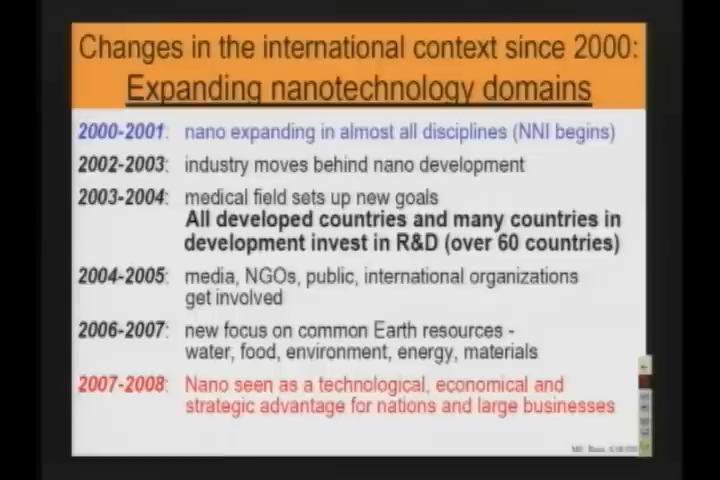 Changes in the international context since 2000:
Expanding nanotechnology domains
2000-2001: nano expanding in almost all disciplines (NNI begins)
2002-2003: industry moves behind nano development
2003-2004: medical field sets up new goals
All developed countries and many countries in
development invest in R&D (over 60 countries)
2004-2005: media, NGOs, public, international organizations
get involved
2006-2007: new focus on common Earth resources -
water, food, environment, energy, materials
2007-2008: Nano seen as a technological, economical and
strategic advantage for nations and large businesses